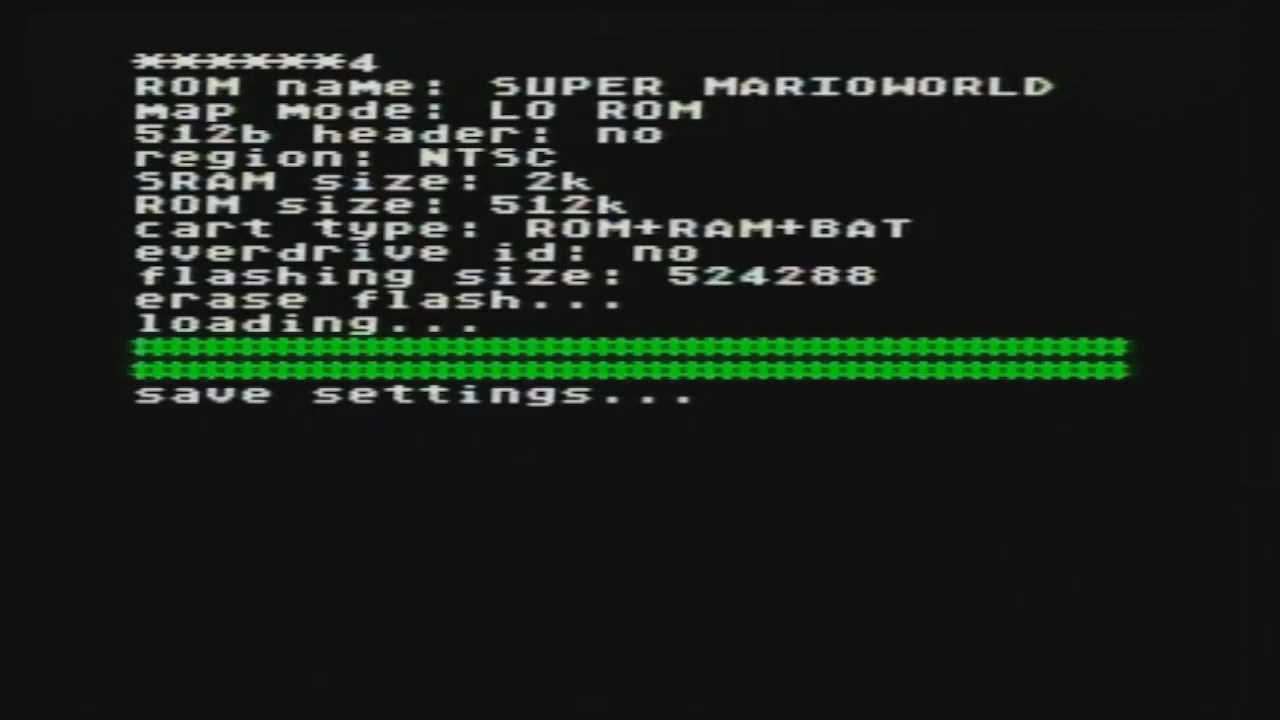 ××××××4
ROM name: SUPER MARIOWORLD
map mode: LO ROM
512b header: no
region: NTSC
SRAM size: 2k
ROM size: 512k
cart type: ROM+RAM+BAT
everdrive id: no
flashing size: 524288
erase flash...
loading...
########################################################
########################################################
save settings...